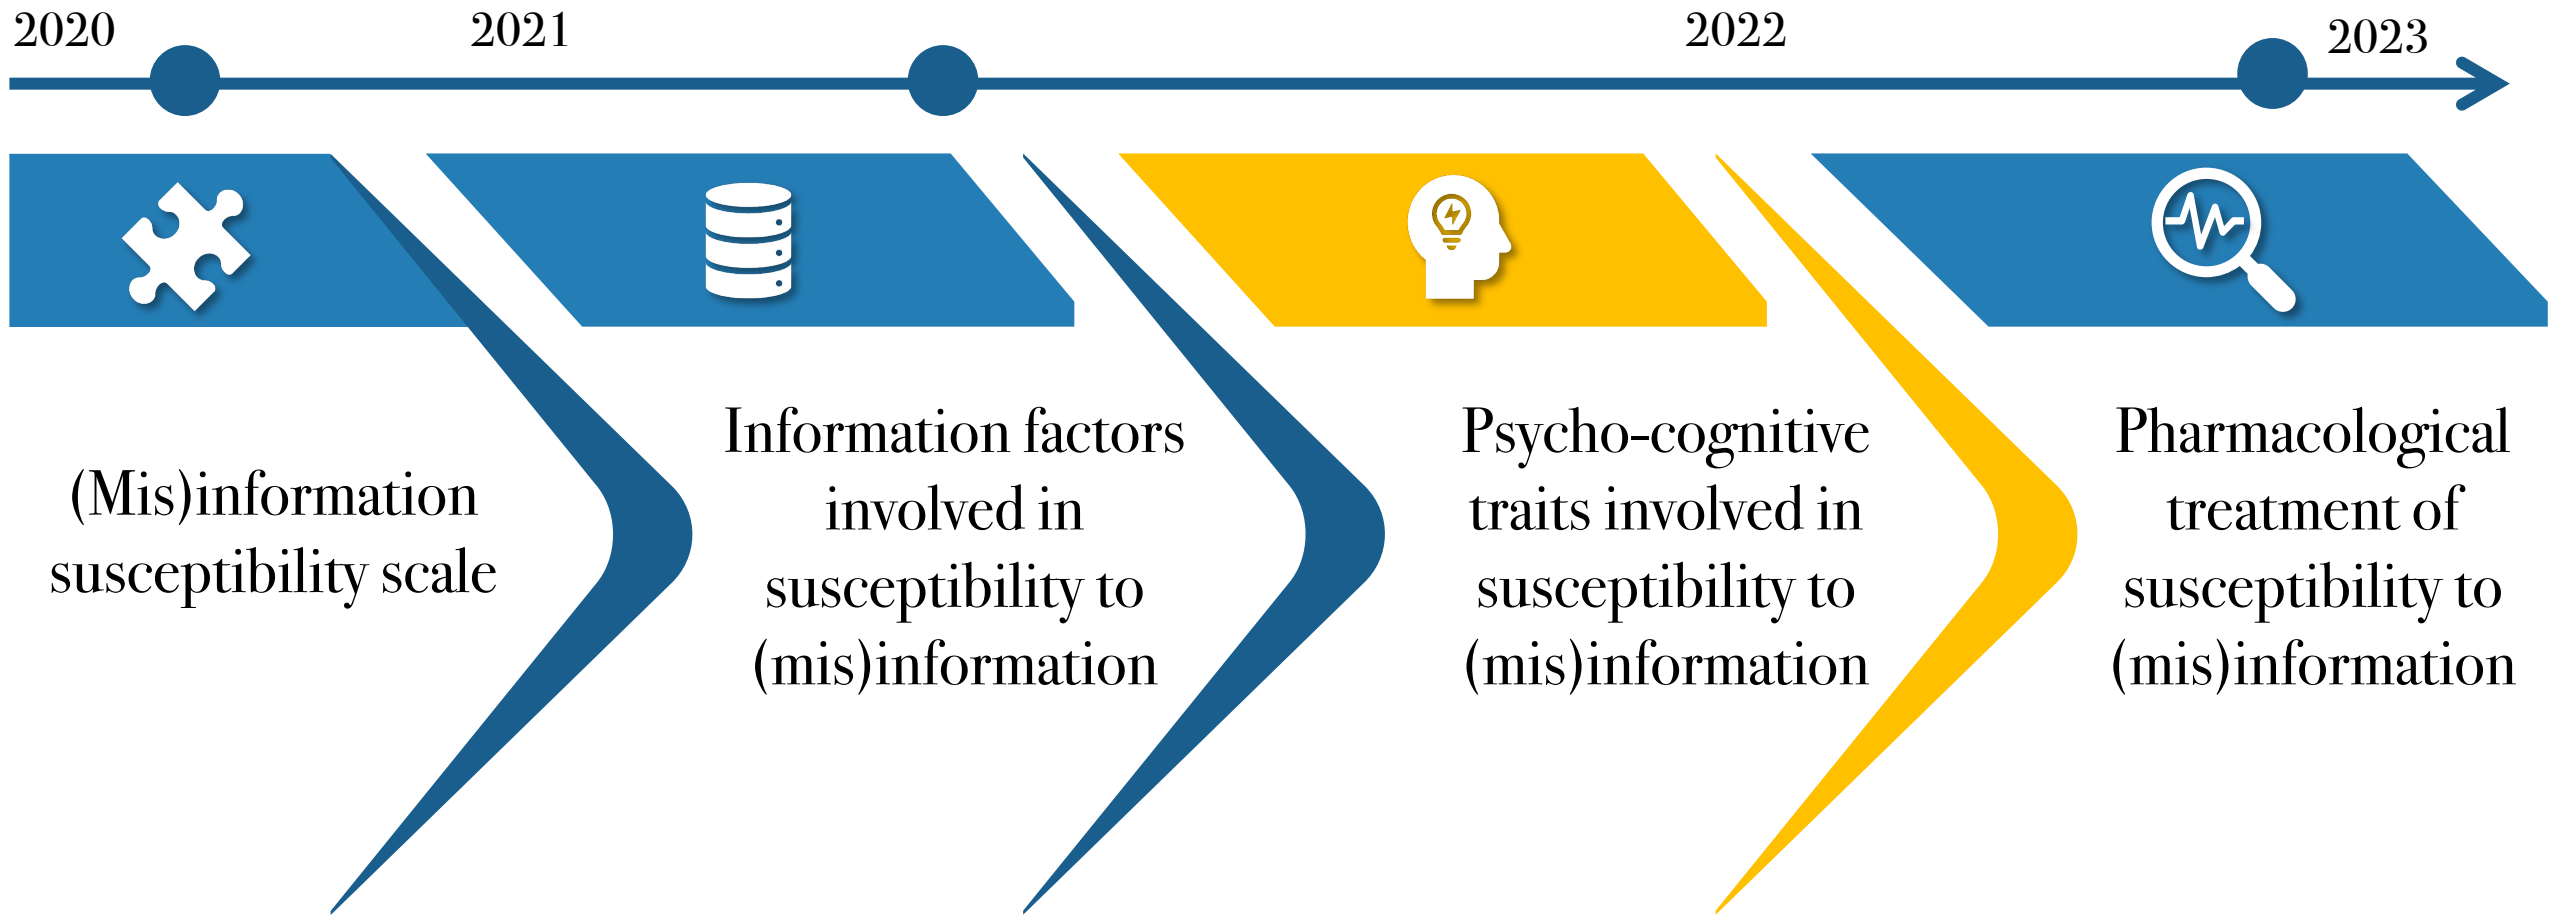 2020
2021
2022
2023
(Mis)information
susceptibility scale
Information factors
involved in
susceptibility to
(mis)information
Psycho-cognitive
traits involved in
susceptibility to
(mis)information
Pharmacological
treatment of
susceptibility to
(mis)information